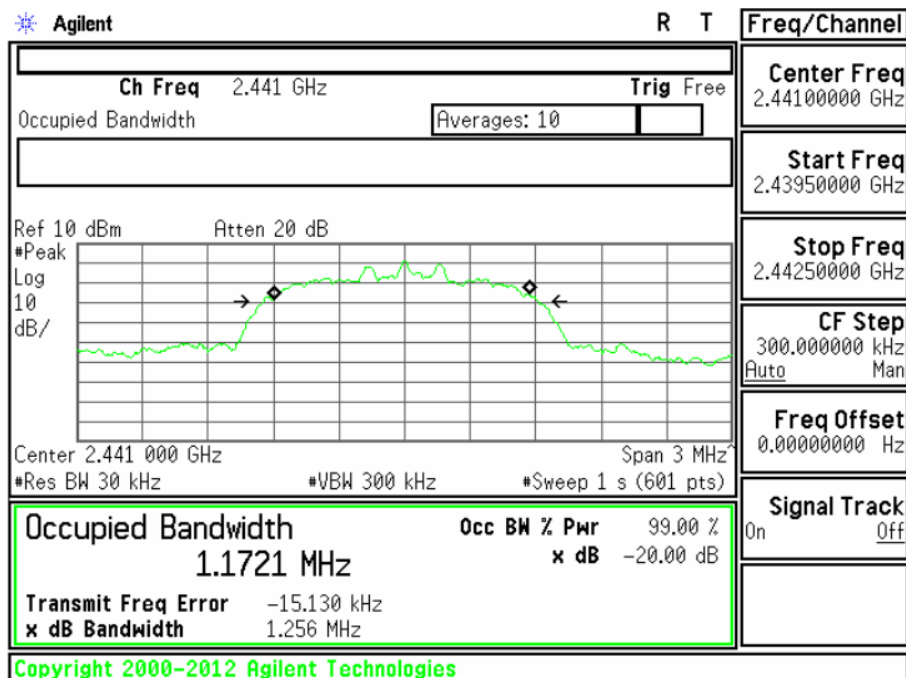 Agilent R T Freq/Channel
Ch Freq 2.441 GHz Trig Free
Occupied Bandwidth Averages: 10
Center Freq
2.44100000 GHz
Start Freq
2.43950000 GHz
Stop Freq
2.44250000 GHz
CF Step
300.000000 kHz
Auto Man
Freq Offset
0.00000000 Hz
Signal Track
On Off
Ref 10 dBm Atten 20 dB
#Peak
Log
10
dB/
Center 2.441 000 GHz Span 3 MHz^
#Res BW 30 kHz #VBW 300 kHz #Sweep 1 s (601 pts)
Occupied Bandwidth Occ BW % Pwr 99.00 %
1.1721 MHz x dB -20.00 dB
Transmit Freq Error -15.130 kHz
x dB Bandwidth 1.256 MHz
Copyright 2000-2012 Agilent Technologies